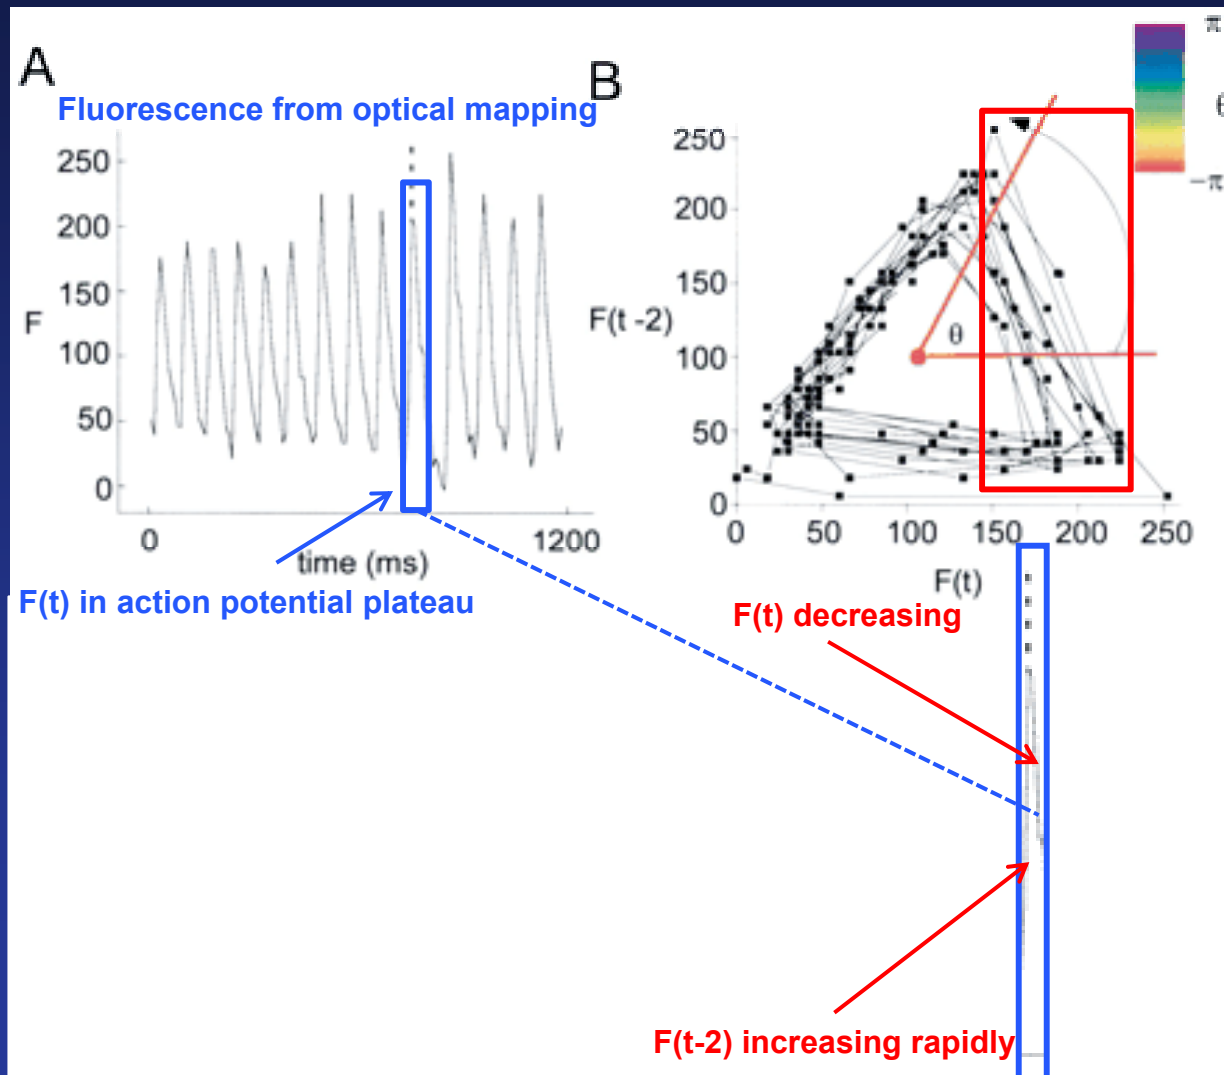 A
Fluorescence from optical mapping
250
200
150
100
50
0
F
0
1200
time (ms)
F(t) in action potential plateau
B
π
θ
−π
250
200
150
100
50
0
F(t -2)
θ
0 50 100 150 200 250
F(t)
F(t) decreasing
F(t-2) increasing rapidly